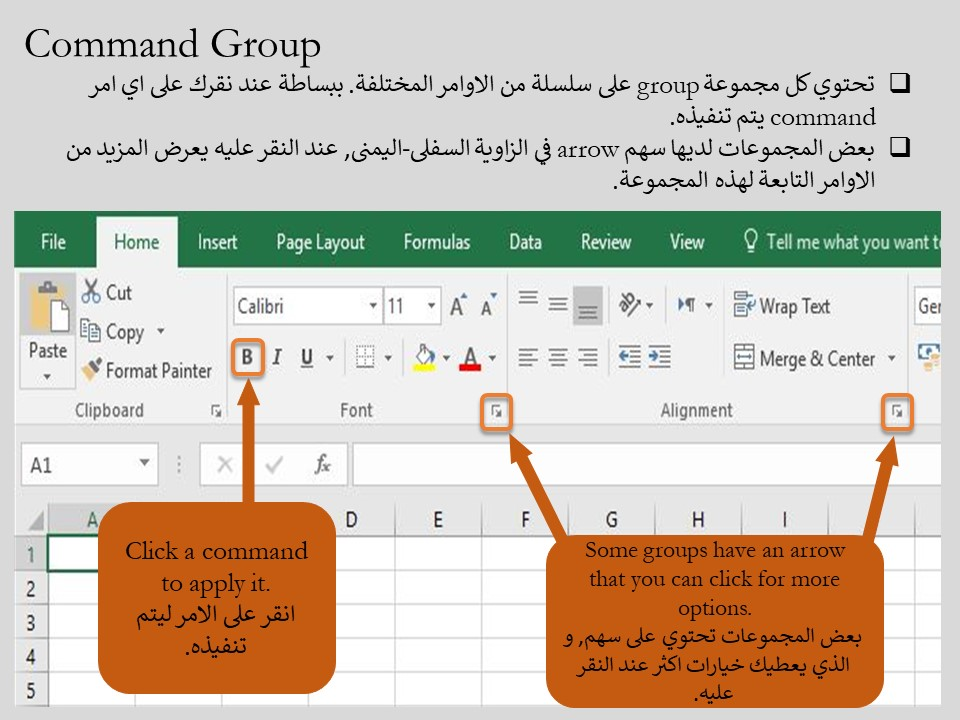 Command Group
تحتوي كل مجموعة group على سلسلة من الاوامر المختلفة. ببساطة عند نقرك على اي امر
command يتم تنفيذه.
بعض المجموعات لديها سهم arrow في الزاوية السفلى-اليمنى, عند النقر عليه يعرض المزيد من
الاوامر التابعة لهذه المجموعة.
File Home Insert Page Layout Formulas Data Review View Tell me what you want to
Cut
Calibri 11 A A Wrap Text Gen
Copy
Paste
B I U A Merge & Center
Format Painter
Clipboard Font Alignment
A1 fx
A D E F G H I
1
2
3
4
5
Click a command
to apply it.
انقر على الامر ليتم
تنفيذه.
Some groups have an arrow
that you can click for more
options.
بعض المجموعات تحتوي على سهم, و
الذي يعطيك خيارات اكثر عند النقر
عليه.